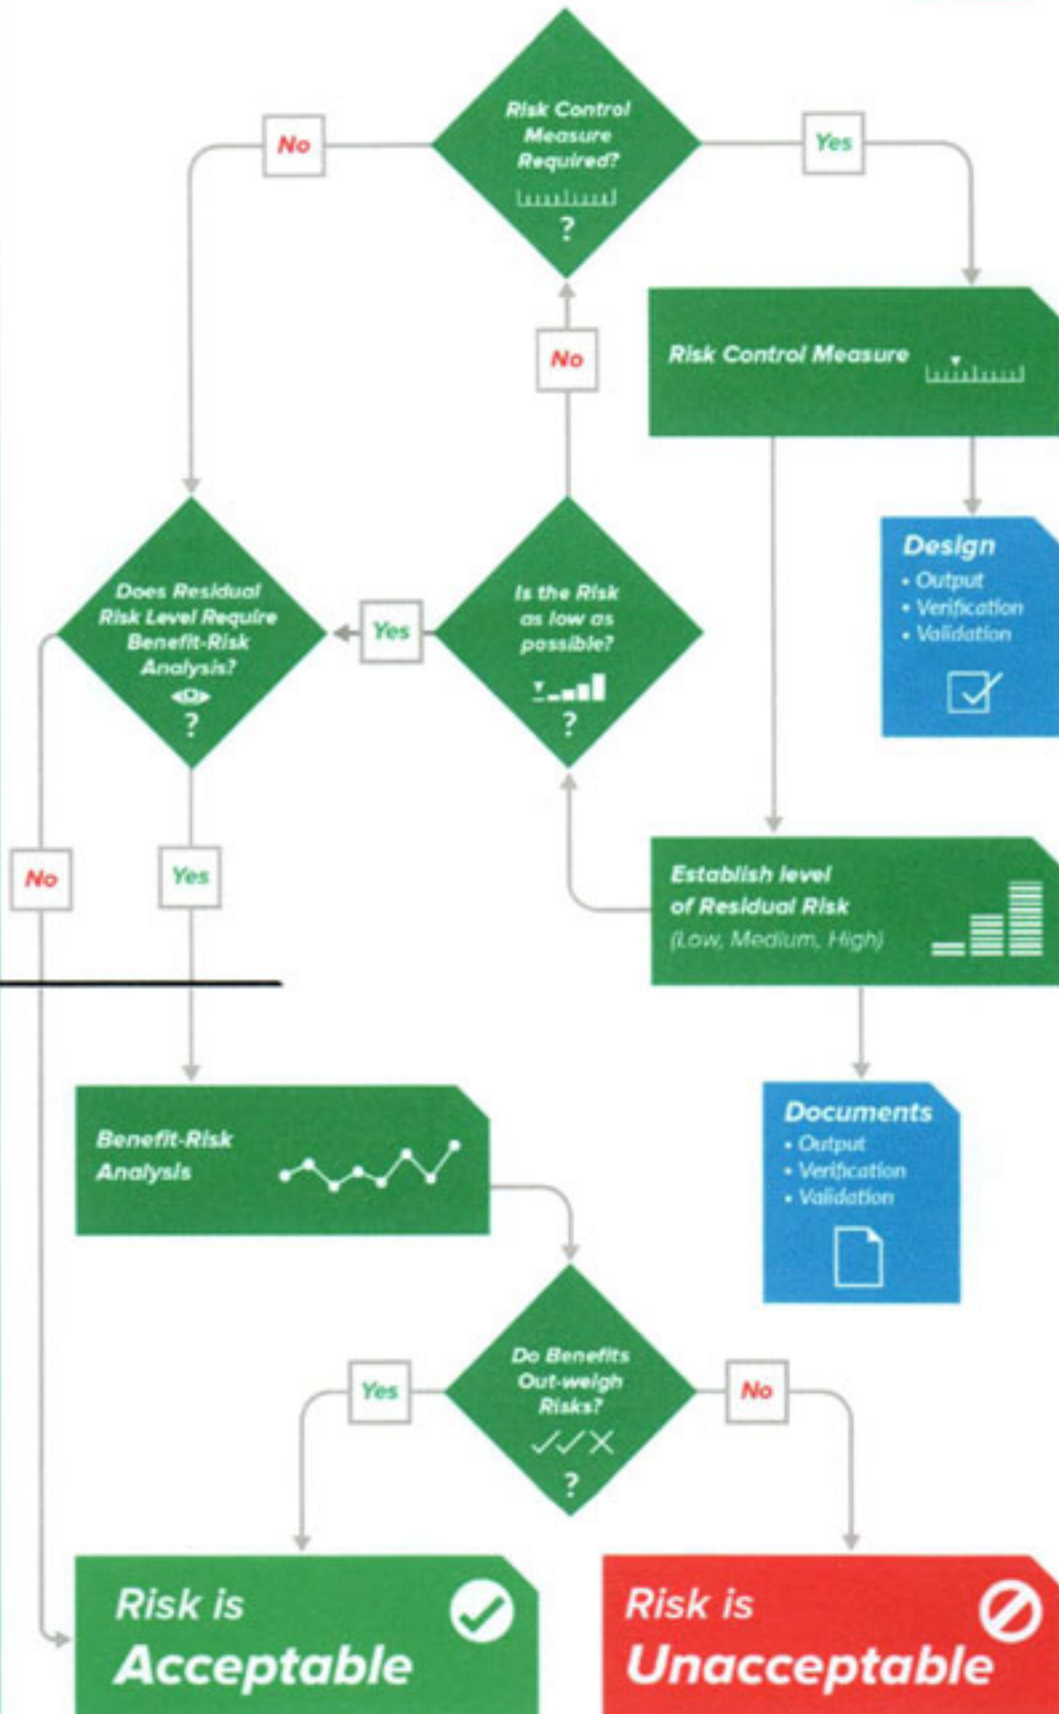 Risk Control
Measure
Required?
?
No
Yes
Risk Control Measure
No
Design
• Output
• Verification
• Validation
Does Residual
Risk Level Require
Benefit-Risk
Analysis?
?
Yes
Is the Risk
as low as
possible?
?
No
Yes
Establish level
of Residual Risk
(Low, Medium, High)
Benefit-Risk
Analysis
Documents
• Output
• Verification
• Validation
Do Benefits
Out-weigh
Risks?
?
Yes
No
Risk is
Acceptable
Risk is
Unacceptable